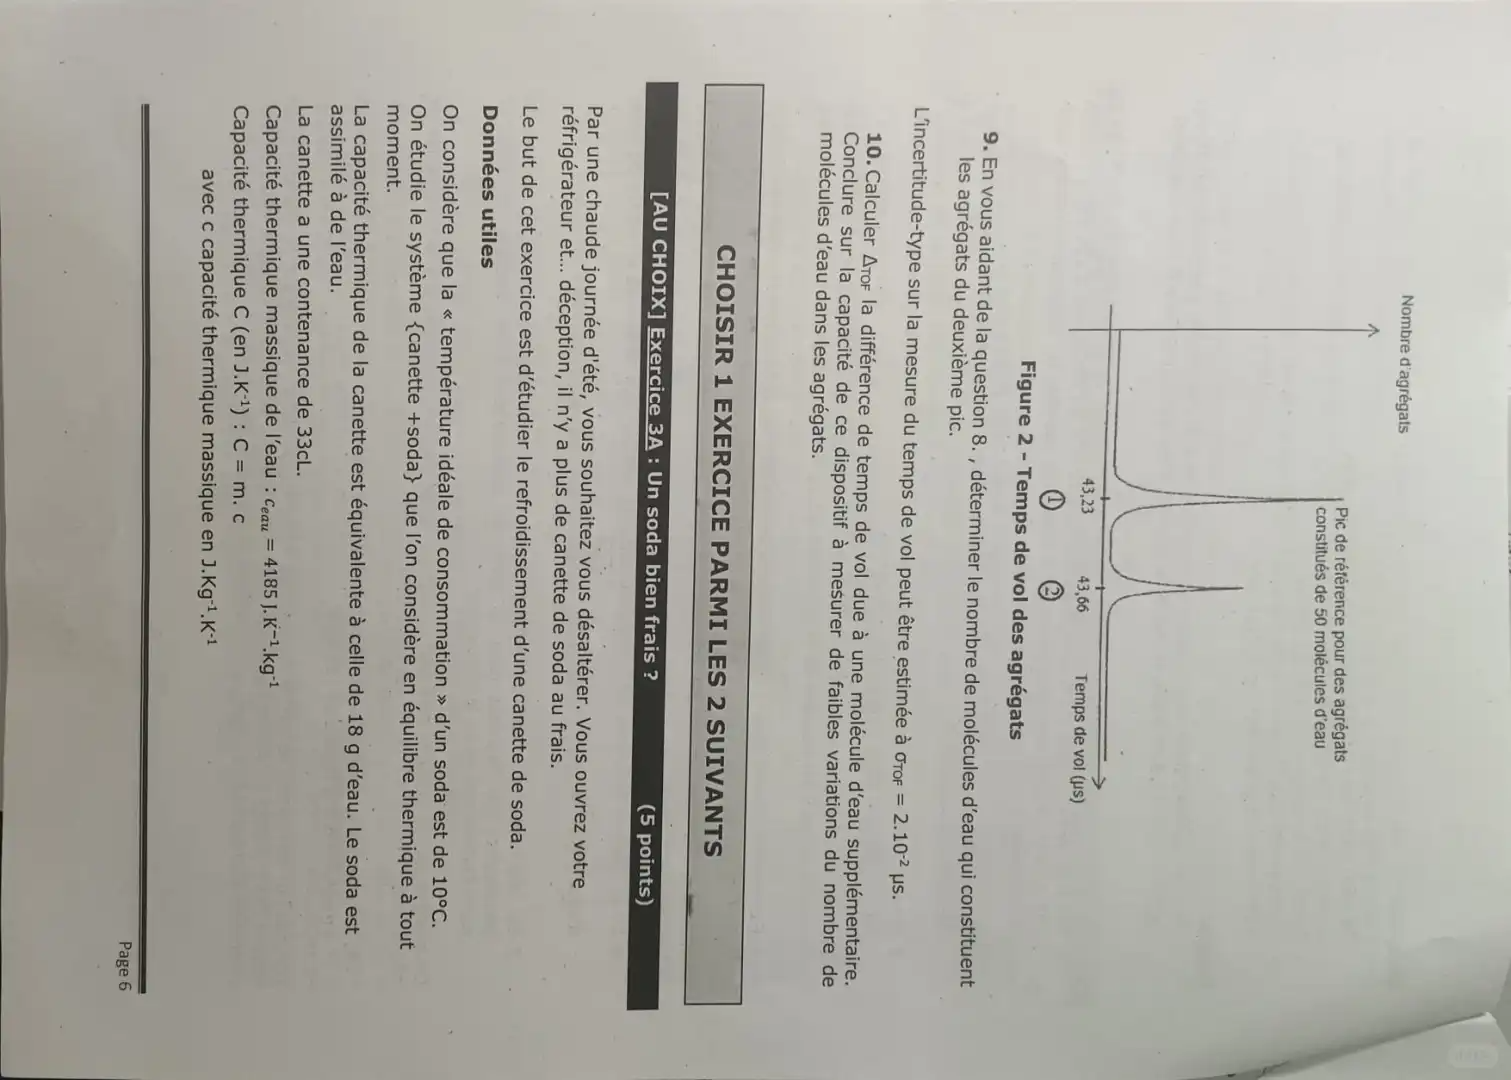 Nombre d'agrégats
Pic de référence pour des agrégats
constitués de 50 molécules d'eau
43,23
43,66
Temps de vol (µs)
①
②
Figure 2 - Temps de vol des agrégats
9. En vous aidant de la question 8. , déterminer le nombre de molécules d'eau qui constituent
les agrégats du deuxième pic.
L'incertitude-type sur la mesure du temps de vol peut être estimée à σTOF = 2.10⁻² µs.
10. Calculer ΔTOF la différence de temps de vol due à une molécule d'eau supplémentaire.
Conclure sur la capacité de ce dispositif à mesurer de faibles variations du nombre de
molécules d'eau dans les agrégats.
CHOISIR 1 EXERCICE PARMI LES 2 SUIVANTS
[AU CHOIX] Exercice 3A : Un soda bien frais ? (5 points)
Par une chaude journée d'été, vous souhaitez vous désaltérer. Vous ouvrez votre
réfrigérateur et... déception, il n'y a plus de canette de soda au frais.
Le but de cet exercice est d'étudier le refroidissement d'une canette de soda.
Données utiles
On considère que la « température idéale de consommation » d'un soda est de 10°C.
On étudie le système {canette +soda} que l'on considère en équilibre thermique à tout
moment.
La capacité thermique de la canette est équivalente à celle de 18 g d'eau. Le soda est
assimilé à de l'eau.
La canette a une contenance de 33cL.
Capacité thermique massique de l'eau : ceau = 4185 J.K⁻¹.kg⁻¹
Capacité thermique C (en J.K⁻¹) : C = m. c
avec c capacité thermique massique en J.Kg⁻¹.K⁻¹
Page 6